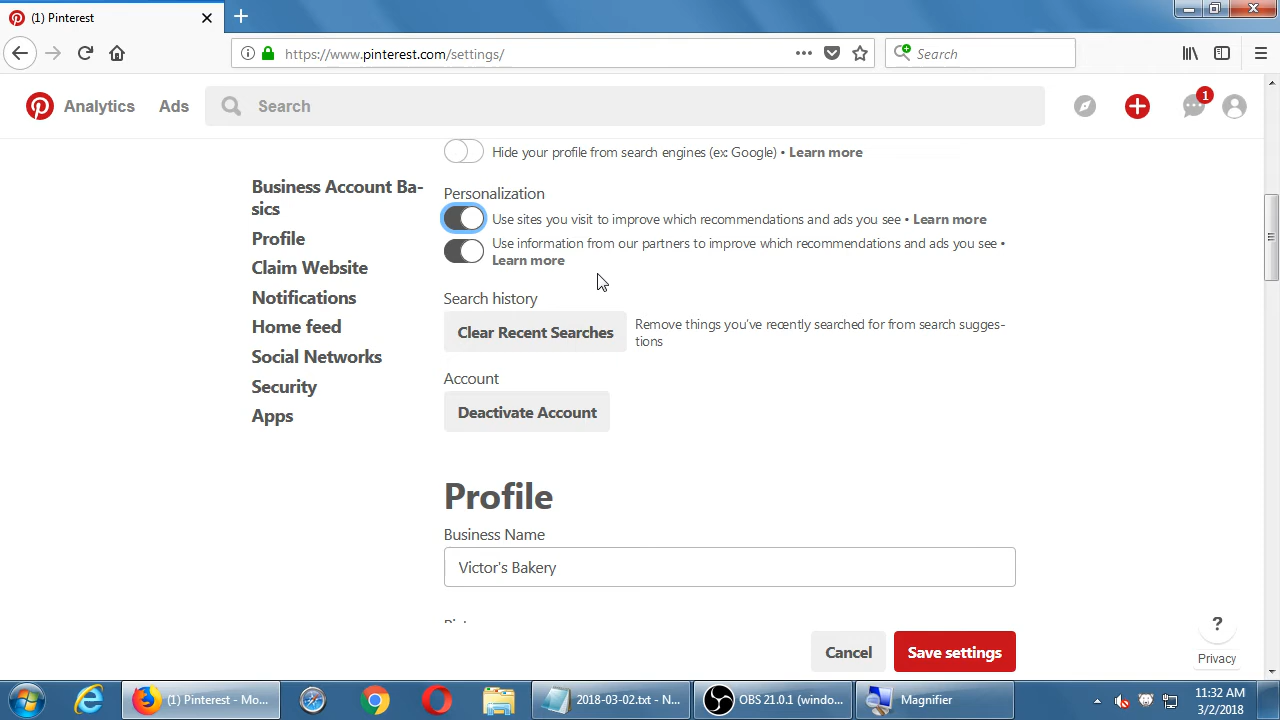 (1) Pinterest
https://www.pinterest.com/settings/
Search
Analytics
Ads
Search
1
Hide your profile from search engines (ex: Google) • Learn more
Business Account Ba-
sics
Profile
Claim Website
Notifications
Home feed
Social Networks
Security
Apps
Personalization
Use sites you visit to improve which recommendations and ads you see • Learn more
Use information from our partners to improve which recommendations and ads you see •
Learn more
Search history
Clear Recent Searches
Remove things you've recently searched for from search sugges-
tions
Account
Deactivate Account
Profile
Business Name
Victor's Bakery
Cancel
Save settings
?
Privacy
(1) Pinterest - Mo...
2018-03-02.txt - N...
OBS 21.0.1 (windo...
Magnifier
11:32 AM
3/2/2018